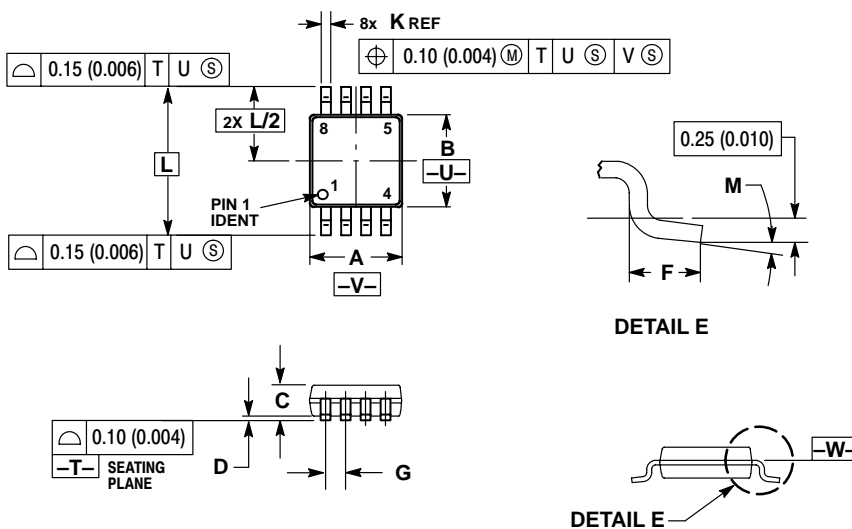 8x K REF
⌓ 0.15 (0.006) T U Ⓢ
⌖ 0.10 (0.004) Ⓜ T U Ⓢ V Ⓢ
2X L/2
8 5
B
–U–
L
1
4
PIN 1
IDENT
⌓ 0.15 (0.006) T U Ⓢ
A
–V–
0.25 (0.010)
M
F
DETAIL E
C
⌓ 0.10 (0.004)
–T– SEATING
PLANE
D
G
–W–
DETAIL E